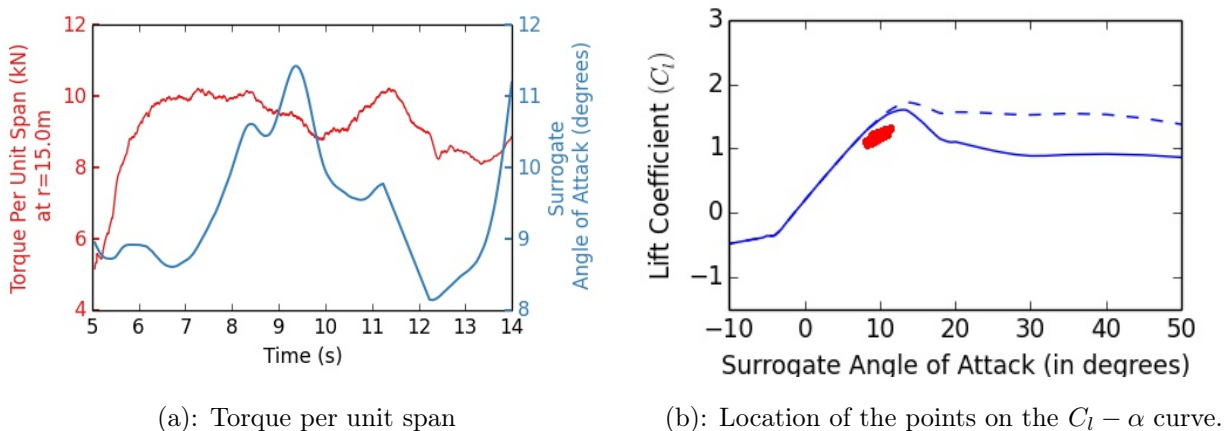 12
10
8
6
4
Torque Per Unit Span (kN)
at r=15.0m
5 6 7 8 9 10 11 12 13 14
Time (s)
12
11
10
9
8
Surrogate
Angle of Attack (degrees)
(a): Torque per unit span
3
2
1
0
−1
Lift Coefficient (C_l)
−10 0 10 20 30 40 50
Surrogate Angle of Attack (in degrees)
(b): Location of the points on the C_l − α curve.